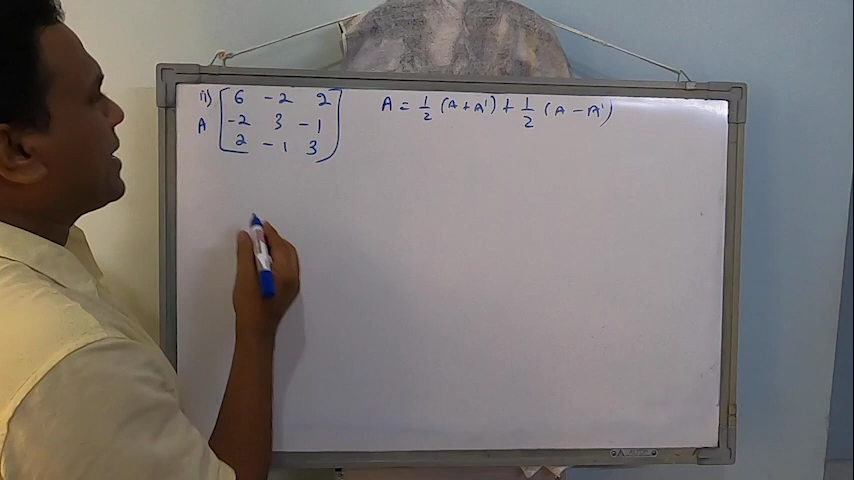 ii) [ 6 -2 2 A = 1/2 (A + A') + 1/2 (A - A')
A -2 3 -1
2 -1 3 ]